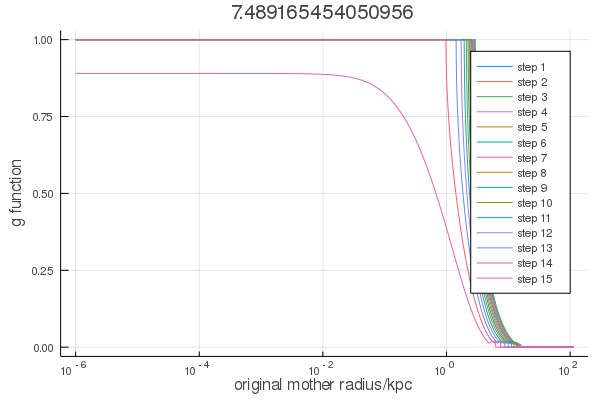 7.4891654540509​56
1.00
0.75
0.50
0.25
0.00
g function
10-6
10-4
10-2
100
102
original mother radius/kpc
step 1
step 2
step 3
step 4
step 5
step 6
step 7
step 8
step 9
step 10
step 11
step 12
step 13
step 14
step 15